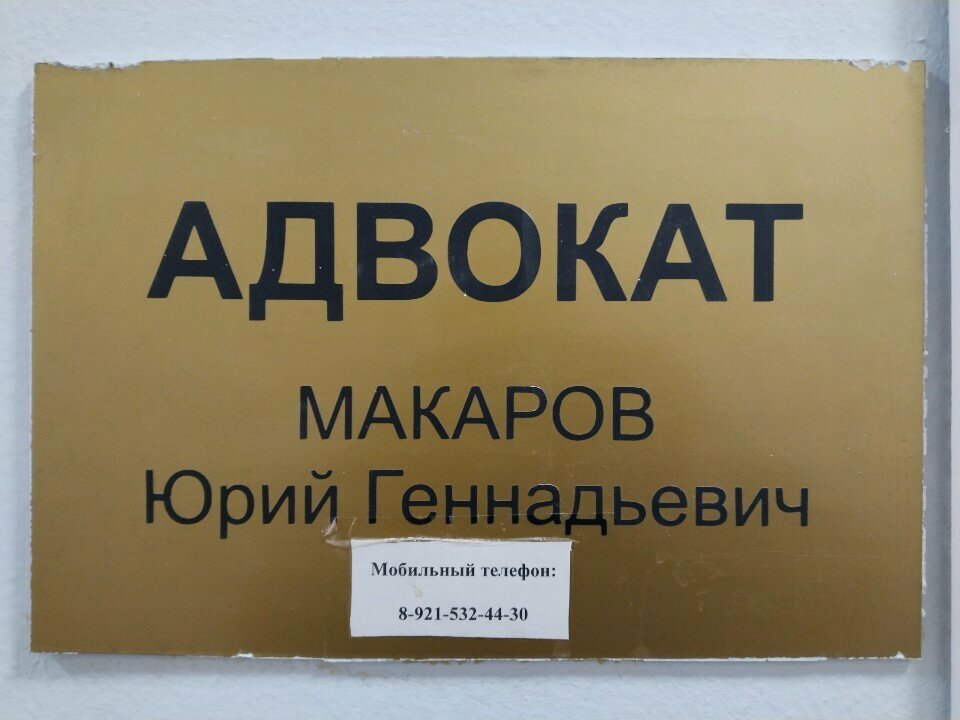 АДВОКАТ
МАКАРОВ
Юрий Геннадьевич
Мобильный телефон:
8-921-532-44-30